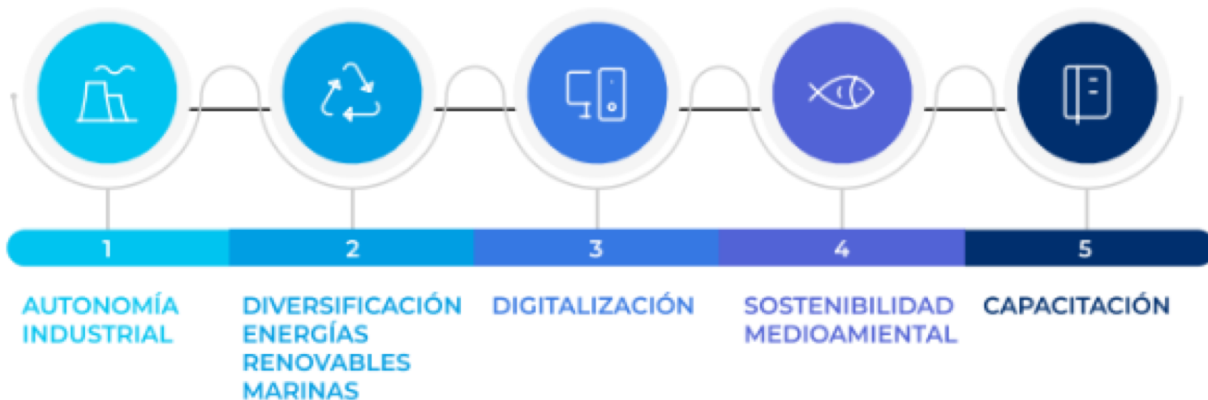 1
2
3
4
5
AUTONOMÍA
INDUSTRIAL
DIVERSIFICACIÓN
ENERGÍAS
RENOVABLES
MARINAS
DIGITALIZACIÓN
SOSTENIBILIDAD
MEDIOAMIENTAL
CAPACITACIÓN